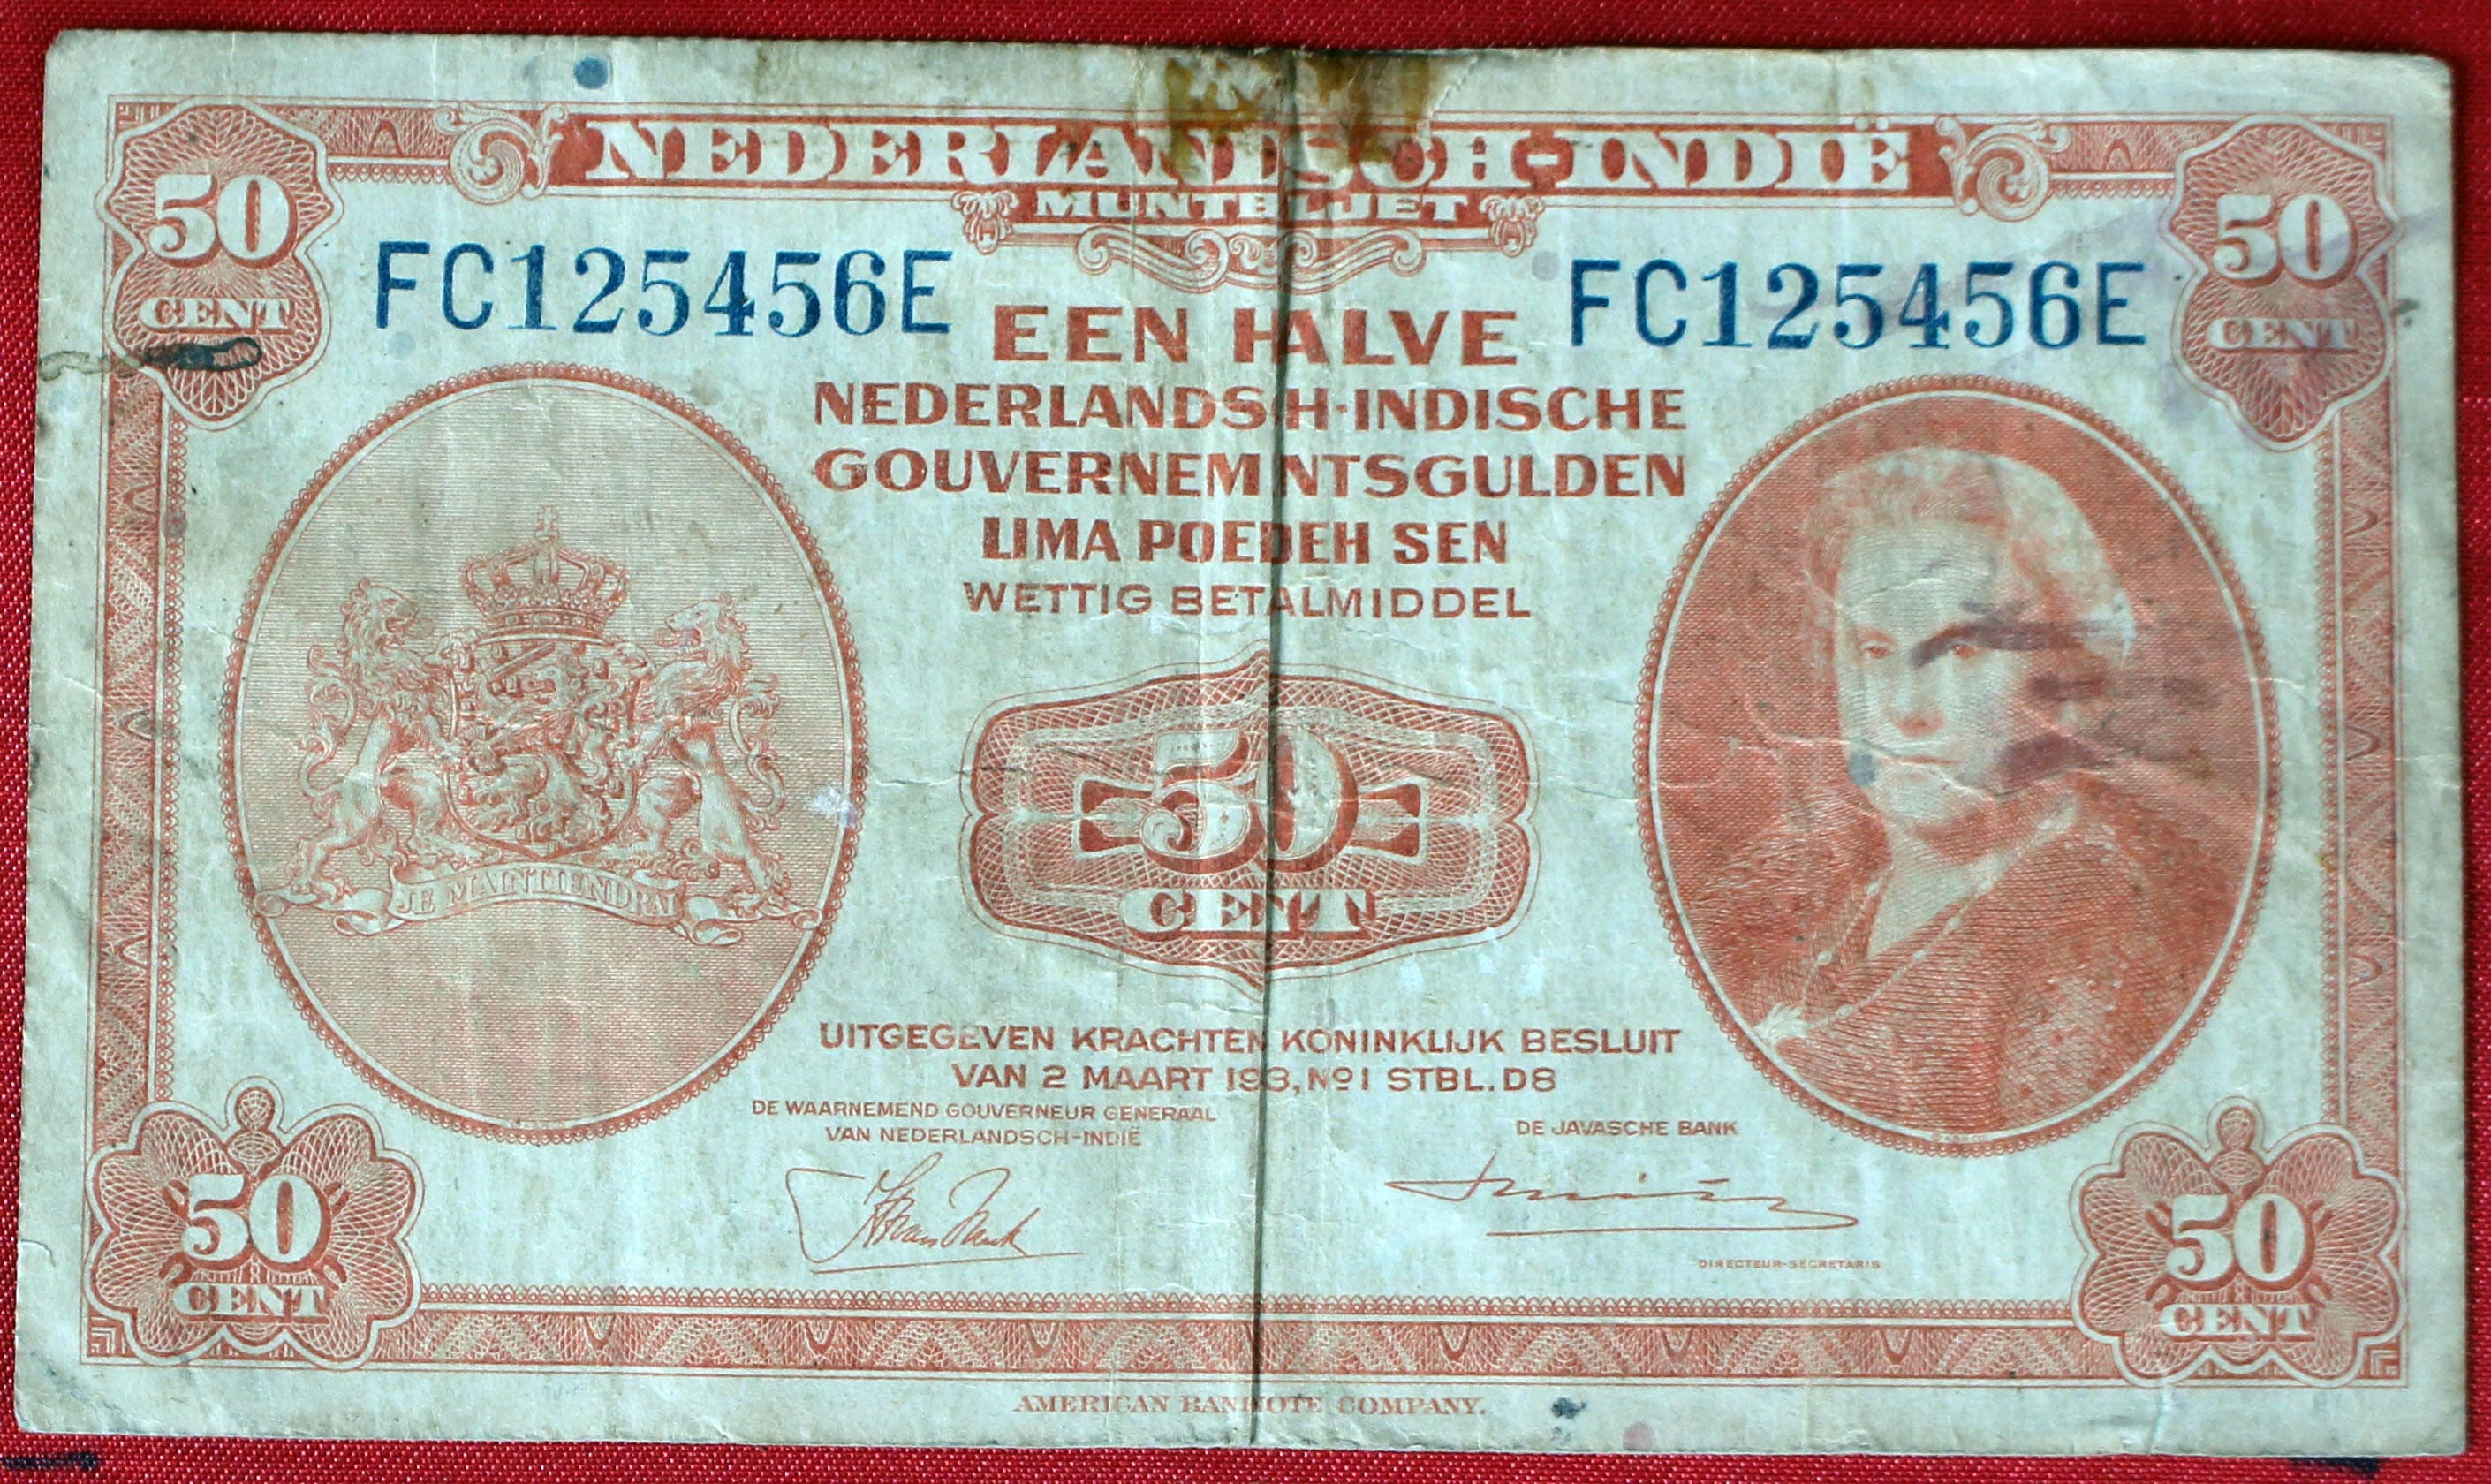 NEDERLANDSCH-INDIË
MUNTBILJET
50
CENT
50
CENT
FC125456E
FC125456E
EEN HALVE
NEDERLANDSCH-INDISCHE
GOUVERNEMENTSGULDEN
LIMA POELOEH SEN
WETTIG BETAALMIDDEL
50
CENT
JE MAINTIENDRAI
UITGEGEVEN KRACHTENS KONINKLIJK BESLUIT
VAN 2 MAART 1943, No 1 STBL. D8
DE WAARNEMEND GOUVERNEUR GENERAAL
VAN NEDERLANDSCH-INDIË
DE JAVASCHE BANK
DIRECTEUR-SECRETARIS
50
CENT
50
CENT
AMERICAN BANKNOTE COMPANY.